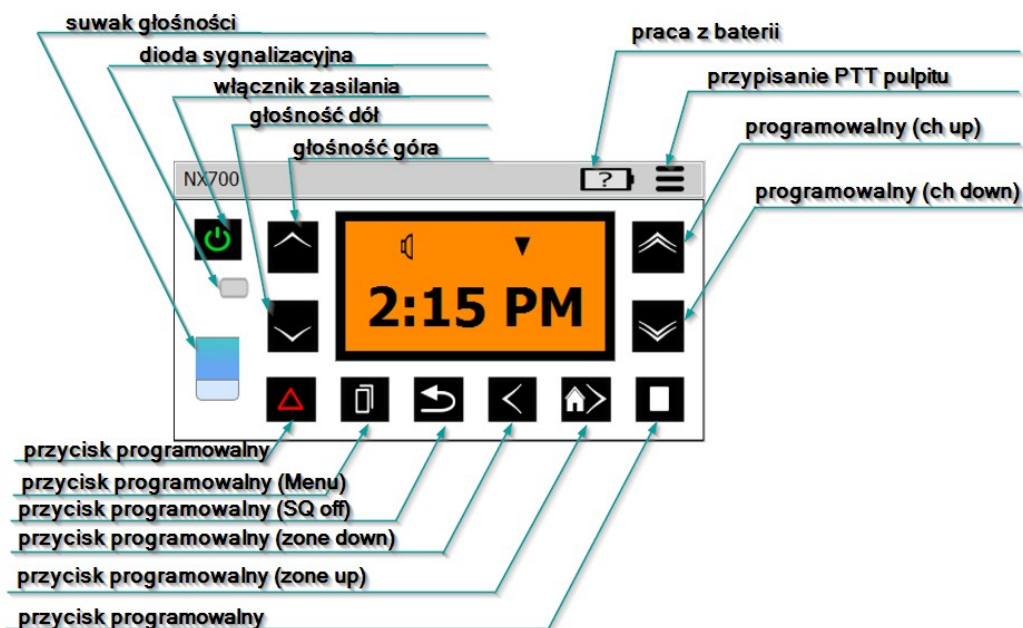 suwak głośności
dioda sygnalizacyjna
włącznik zasilania
głośność dół
głośność góra
praca z baterii
przypisanie PTT pulpitu
programowalny (ch up)
programowalny (ch down)
NX700
?
2:15 PM
przycisk programowalny
przycisk programowalny (Menu)
przycisk programowalny (SQ off)
przycisk programowalny (zone down)
przycisk programowalny (zone up)
przycisk programowalny